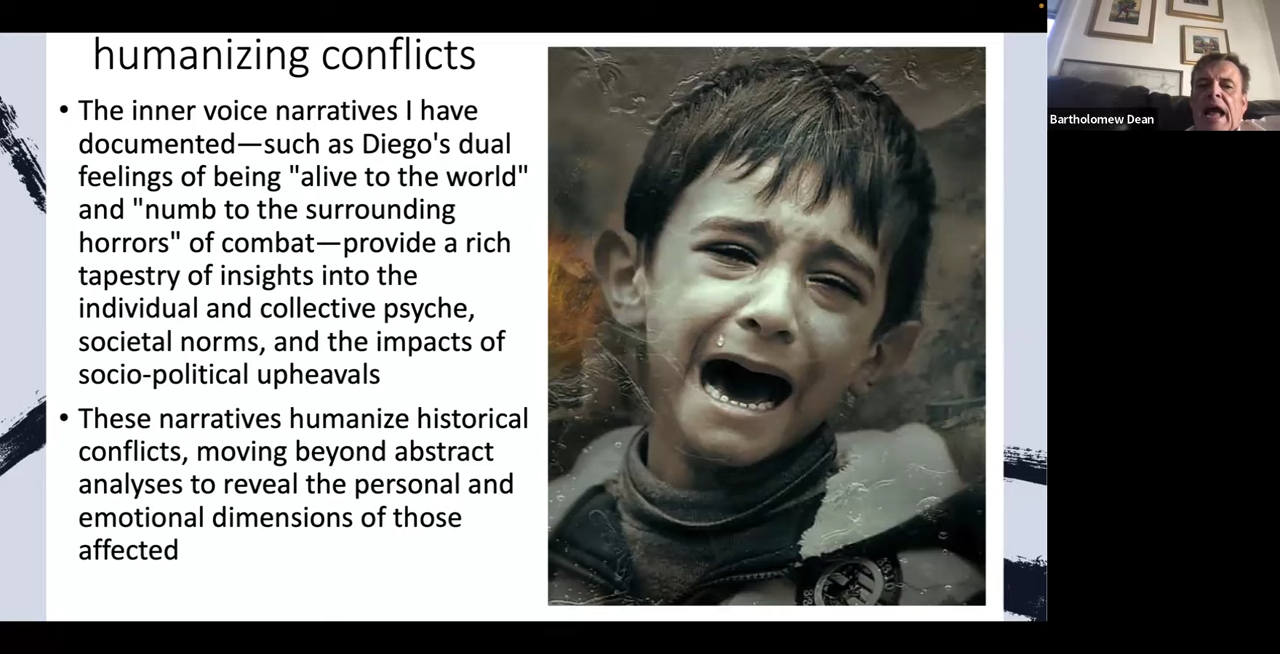 humanizing conflicts
• The inner voice narratives I have
documented—such as Diego's dual
feelings of being "alive to the world"
and "numb to the surrounding
horrors" of combat—provide a rich
tapestry of insights into the
individual and collective psyche,
societal norms, and the impacts of
socio-political upheavals
• These narratives humanize historical
conflicts, moving beyond abstract
analyses to reveal the personal and
emotional dimensions of those
affected
Bartholomew Dean